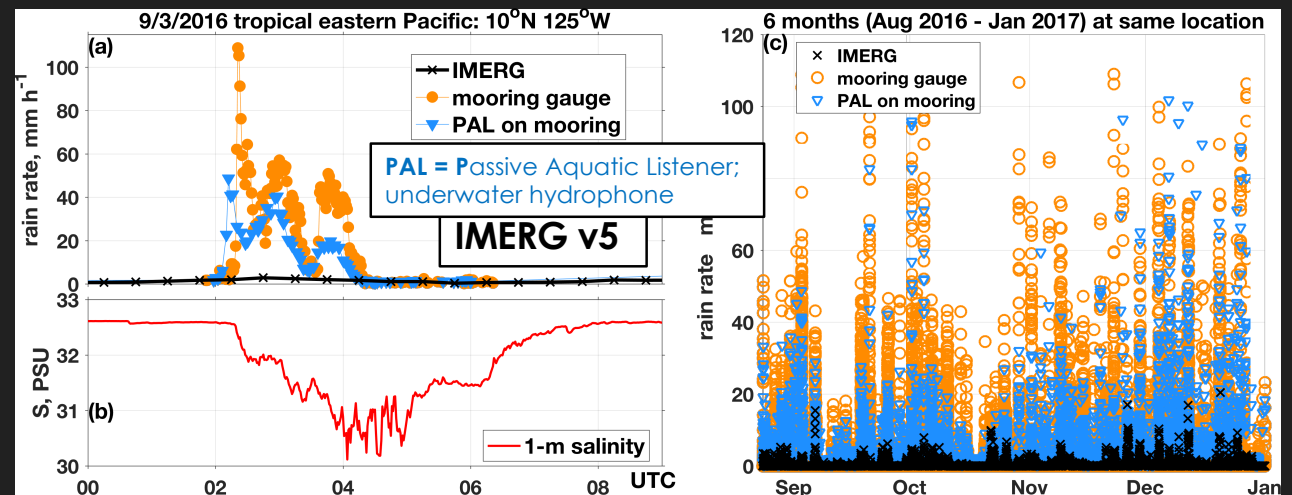 9/3/2016 tropical eastern Pacific: 10oN 125oW
(a)
rain rate, mm h-1
100
80
60
40
20
0
IMERG
mooring gauge
PAL on mooring
PAL = Passive Aquatic Listener;
underwater hydrophone
IMERG v5
33
32
31
30
S, PSU
(b)
1-m salinity
00
02
04
06
08
UTC
6 months (Aug 2016 - Jan 2017) at same location
(c)
120
100
60
40
20
0
rain rate m
IMERG
mooring gauge
PAL on mooring
Sep
Oct
Nov
Dec
Jan